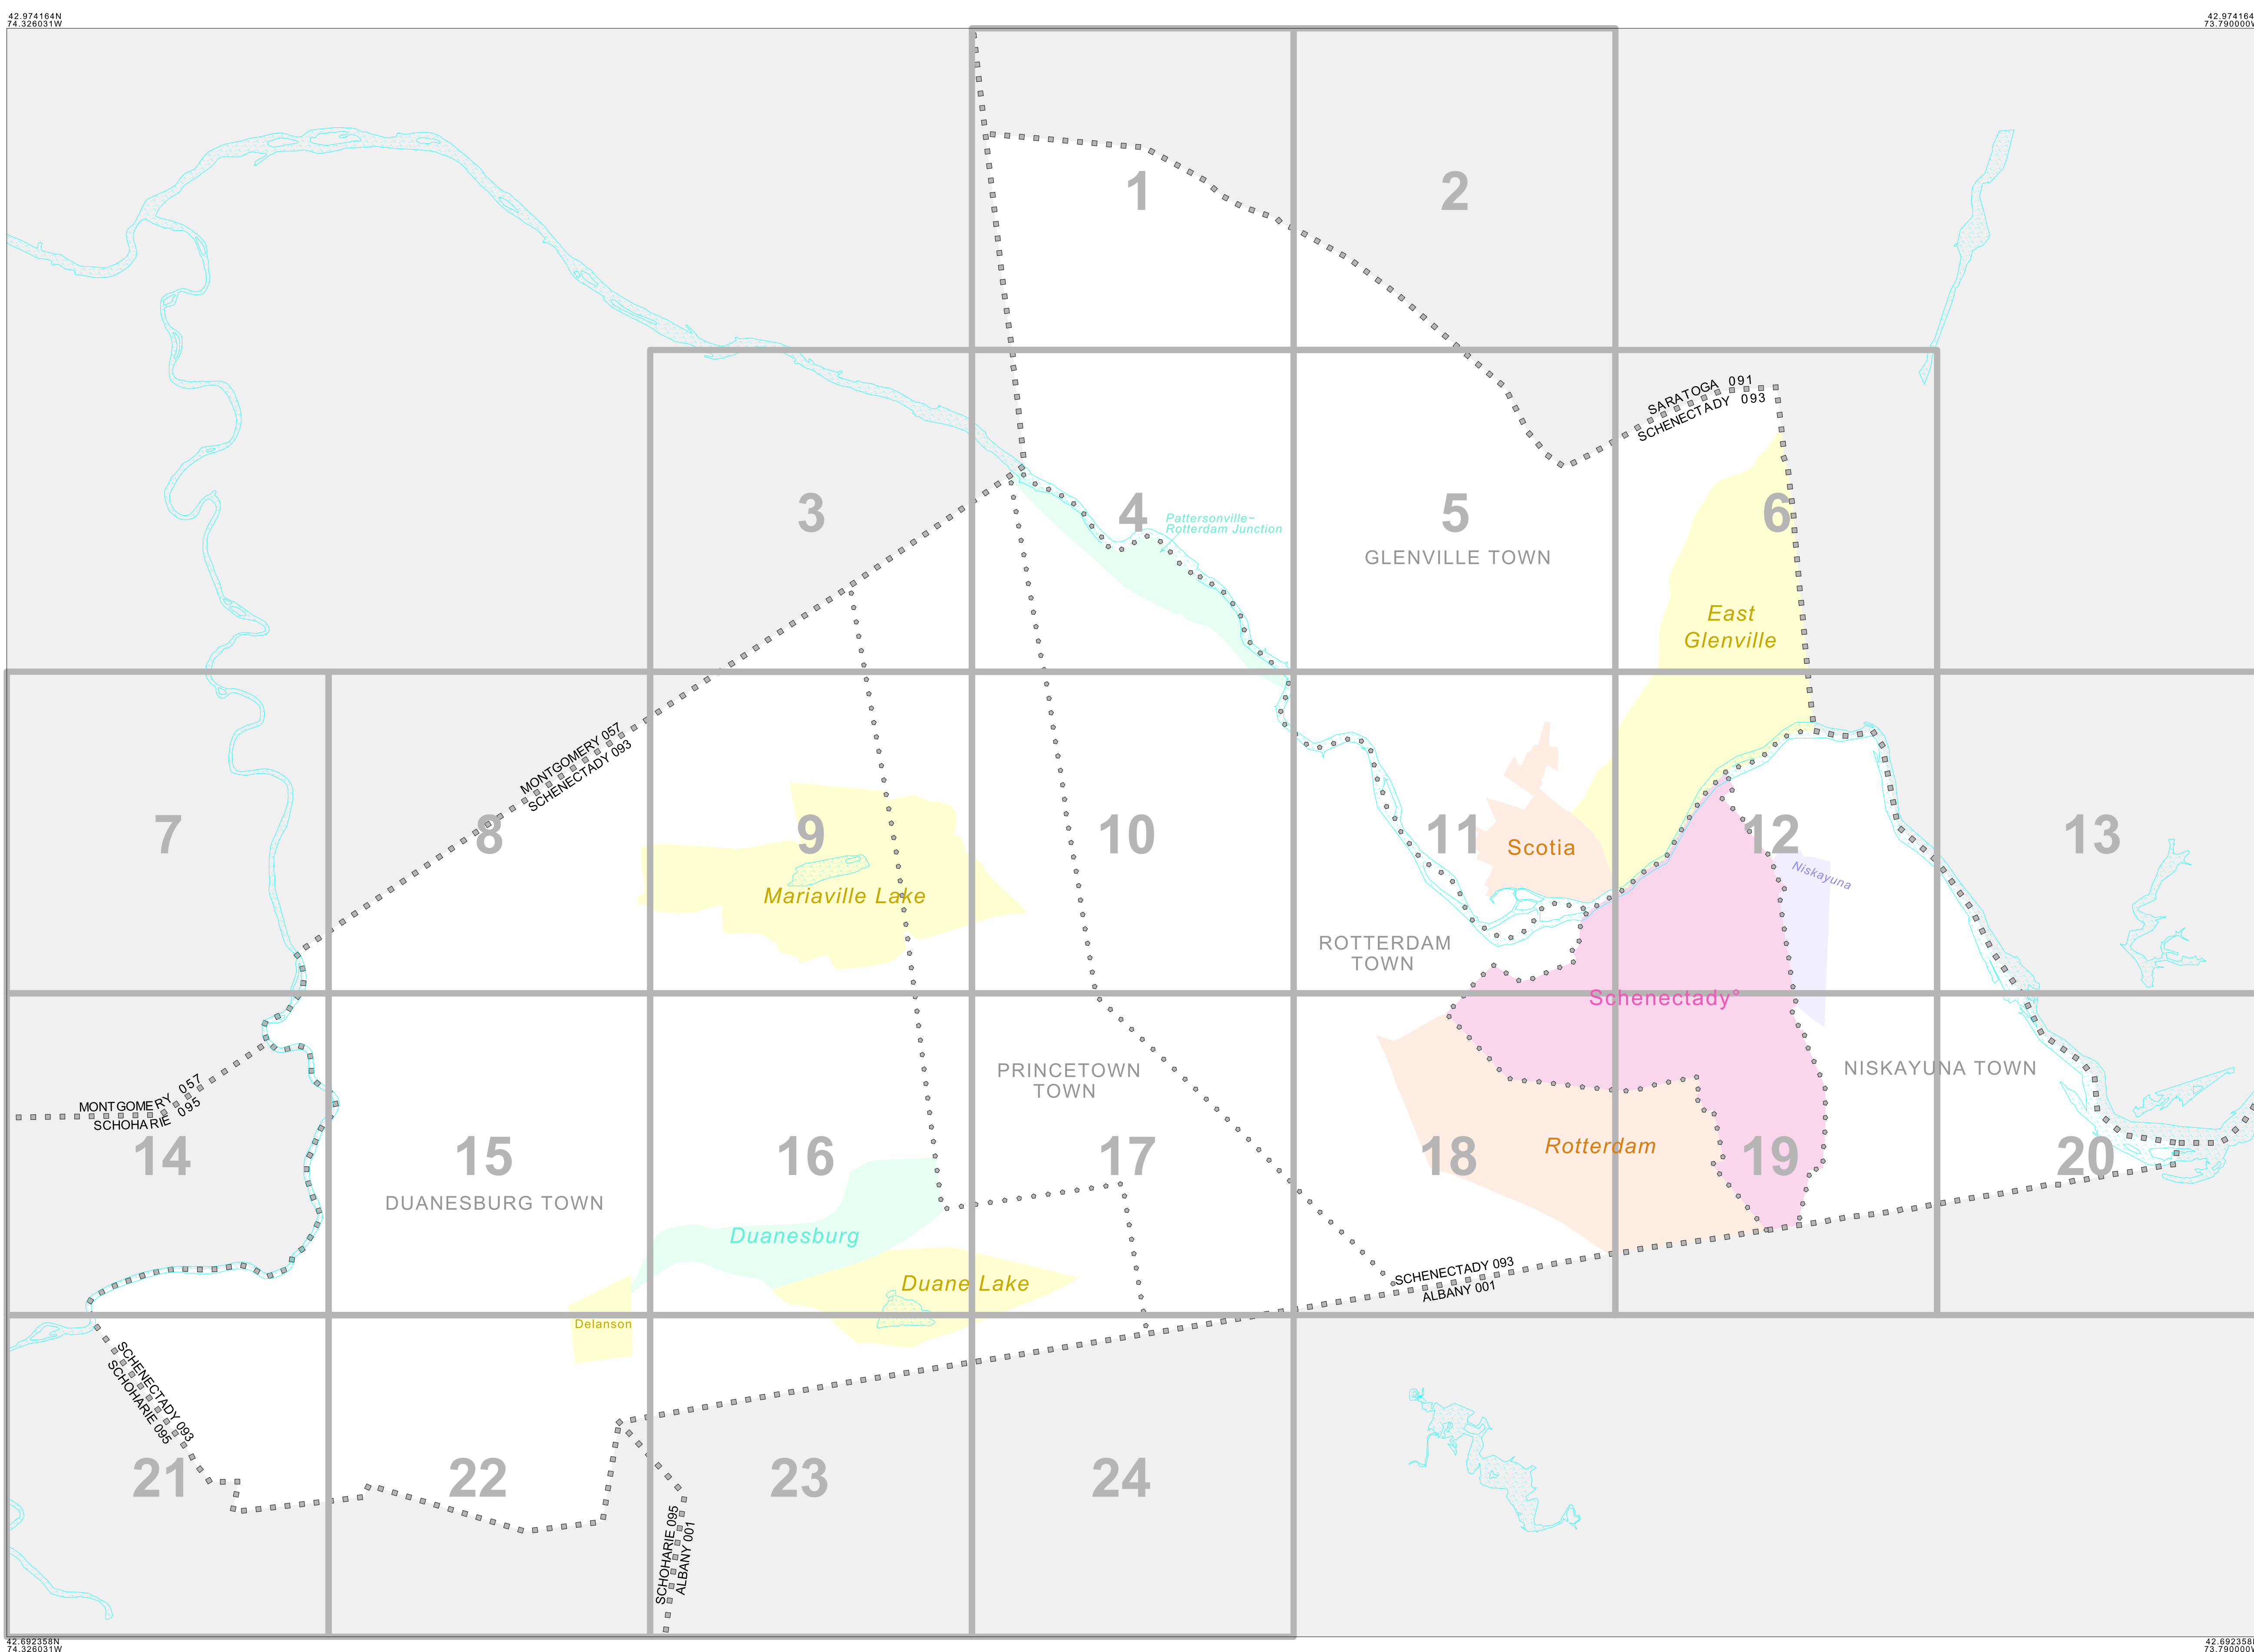 42.974164N
74.326031W
42.974164
73.790000W
1
2
SARATOGA 091
SCHENECTADY 093
3
4
Pattersonville-
Rotterdam Junction
5
GLENVILLE TOWN
6
East
Glenville
MONTGOMERY 057
SCHENECTADY 093
7
8
9
Mariaville Lake
10
11
Scotia
12
Niskayuna
13
ROTTERDAM
TOWN
Schenectady°
PRINCETOWN
TOWN
NISKAYUNA TOWN
MONTGOMERY 057
SCHOHARIE 095
14
15
DUANESBURG TOWN
16
17
18
Rotterdam
19
20
Duanesburg
Duane Lake
SCHENECTADY 093
ALBANY 001
Delanson
SCHENECTADY 093
SCHOHARIE 095
21
22
23
24
SCHOHARIE 095
ALBANY 001
42.692358N
74.326031W
42.692358
73.790000W